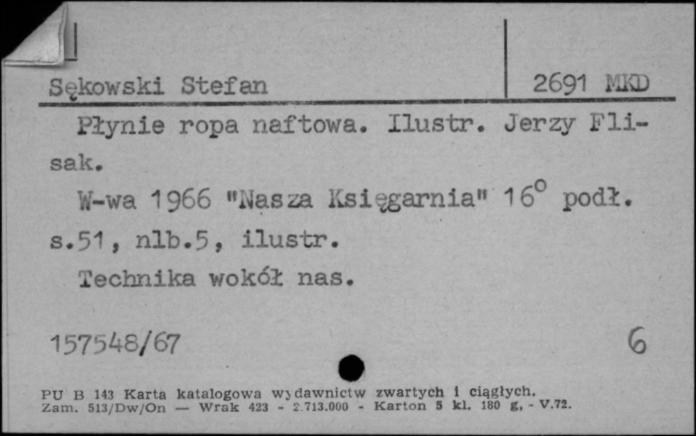 Sękowski Stefan 2691 MKD
Płynie ropa naftowa. Ilustr. Jerzy Fli-
sak.
W-wa 1966 "Nasza Księgarnia" 16° podł.
s.51, nlb.5, ilustr.
Technika wokół nas.
157548/67 6
PU B 143 Karta katalogowa wydawnictw zwartych i ciągłych.
Zam. 513/Dw/On — Wrak 423 - 2.713.000 - Karton 5 kl. 180 g. - V.72.